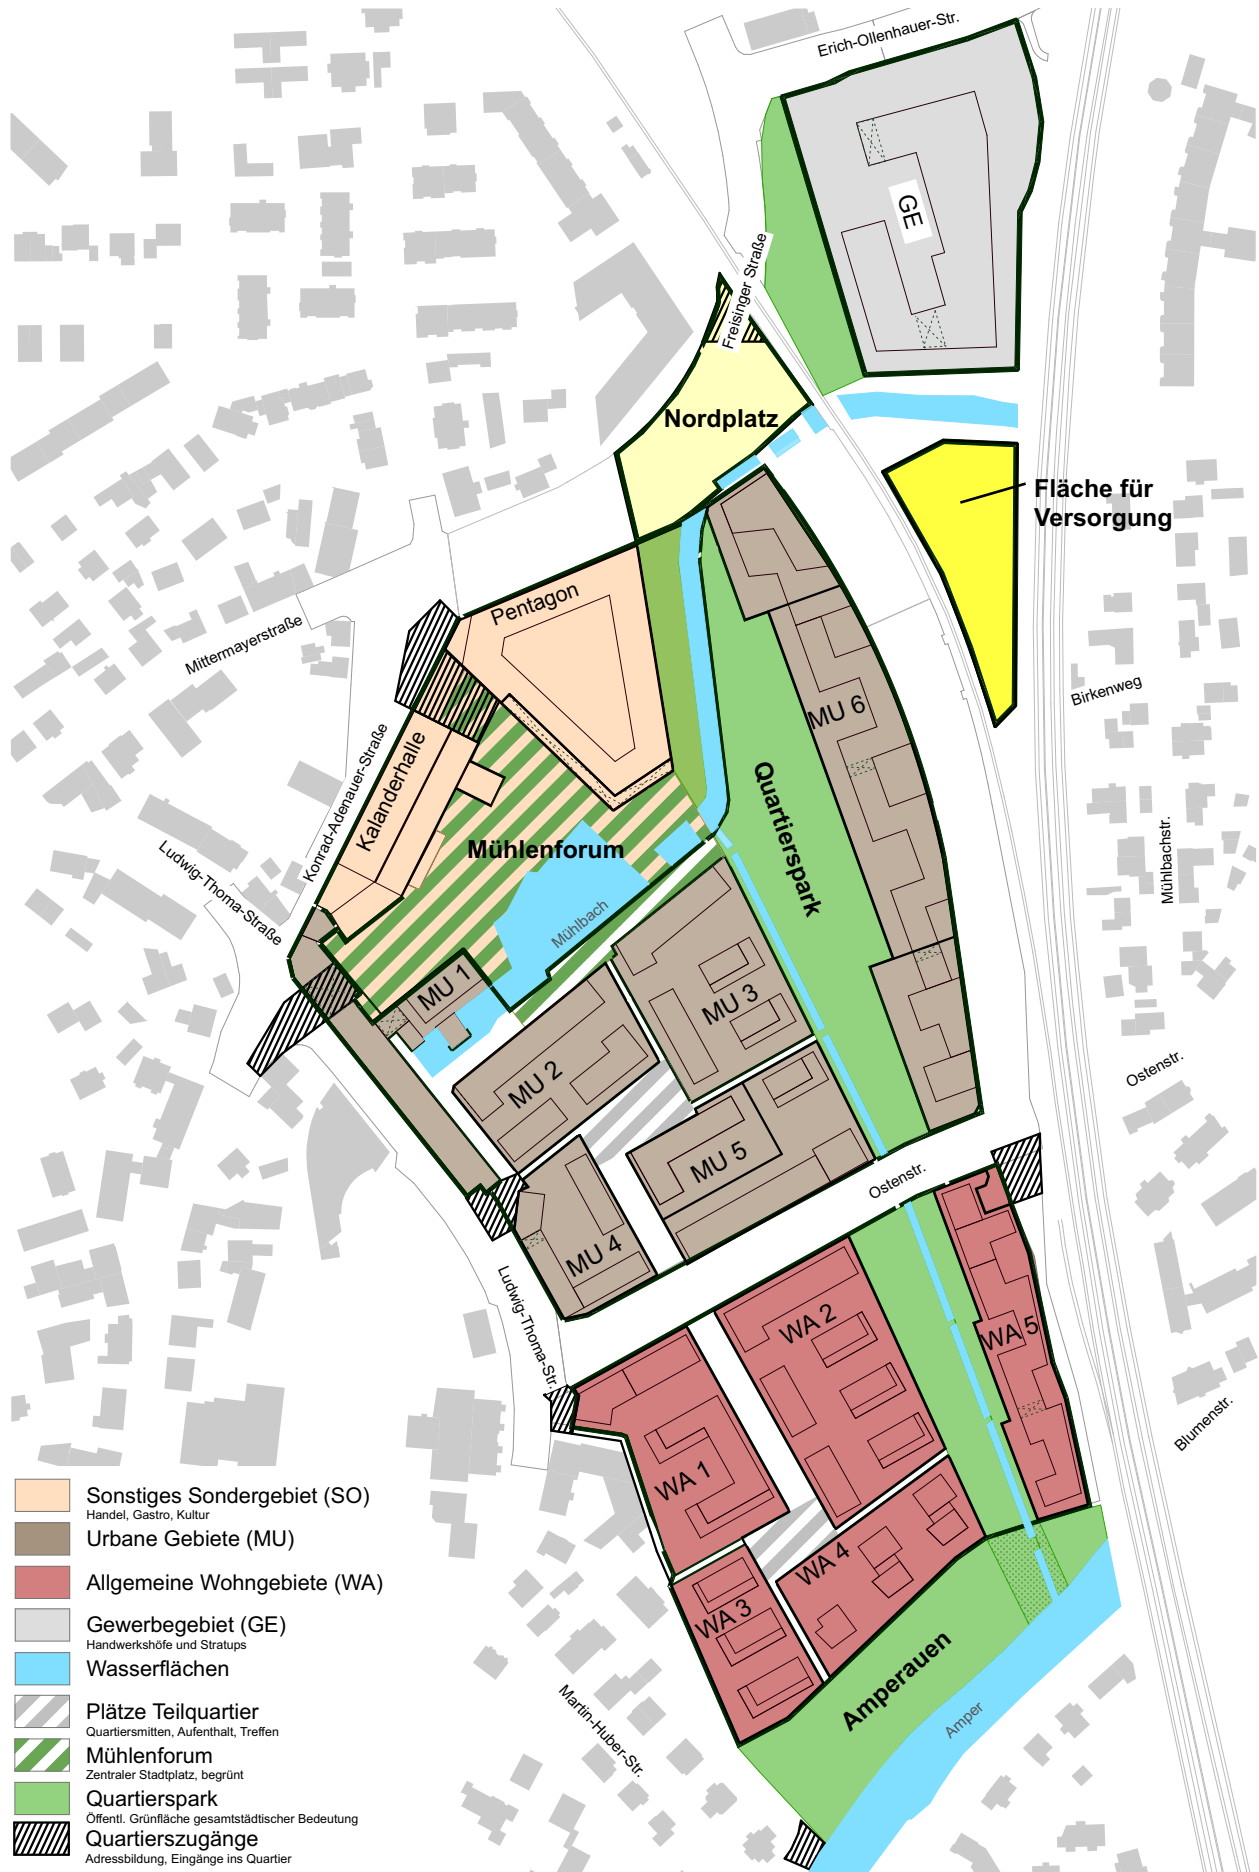 Erich-Ollenhauer-Str.
GE
Freisinger Straße
Nordplatz
Fläche für
Versorgung
Pentagon
Mittermayerstraße
Birkenweg
MU 6
Kalanderhalle
Konrad-Adenauer-Straße
Quartierspark
Mühlenforum
Mühlbachstr.
Ludwig-Thoma-Straße
Mühlbach
MU 1
MU 3
MU 2
Ostenstr.
MU 5
Ostenstr.
MU 4
Ludwig-Thoma-Str.
WA 2
WA 5
Blumenstr.
WA 1
WA 4
WA 3
Amperauen
Amper
Martin-Huber-Str.
Sonstiges Sondergebiet (SO)
Handel, Gastro, Kultur
Urbane Gebiete (MU)
Allgemeine Wohngebiete (WA)
Gewerbegebiet (GE)
Handwerkshöfe und Stratups
Wasserflächen
Plätze Teilquartier
Quartiersmitten, Aufenthalt, Treffen
Mühlenforum
Zentraler Stadtplatz, begrünt
Quartierspark
Öffentl. Grünfläche gesamtstädtischer Bedeutung
Quartierszugänge
Adressbildung, Eingänge ins Quartier